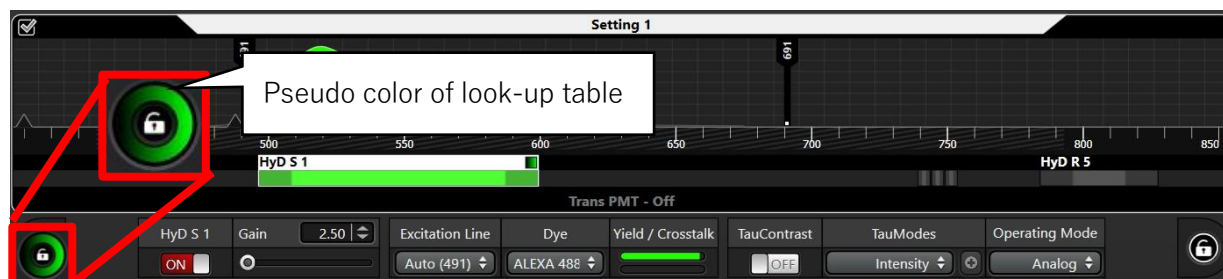 Setting 1
691
Pseudo color of look-up table
500 550 600 650 700 750 800 850
HyD S 1 HyD R 5
Trans PMT - Off
HyD S 1 Gain 2.50 Excitation Line Dye Yield / Crosstalk TauContrast TauModes Operating Mode
ON Auto (491) ALEXA 488 OFF Intensity Analog